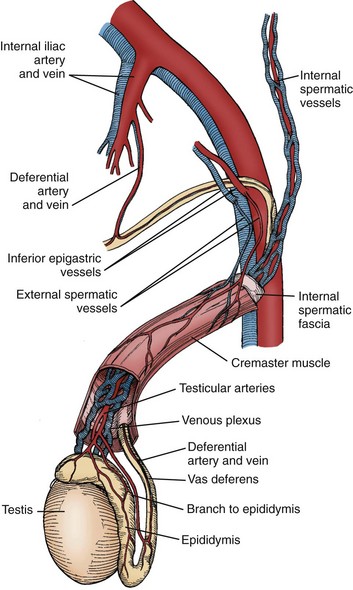 Internal iliac
artery
and vein
Internal
spermatic
vessels
Deferential
artery
and vein
Inferior epigastric
vessels
External spermatic
vessels
Internal
spermatic
fascia
Cremaster muscle
Testicular arteries
Venous plexus
Deferential
artery and vein
Vas deferens
Testis
Branch to epididymis
Epididymis